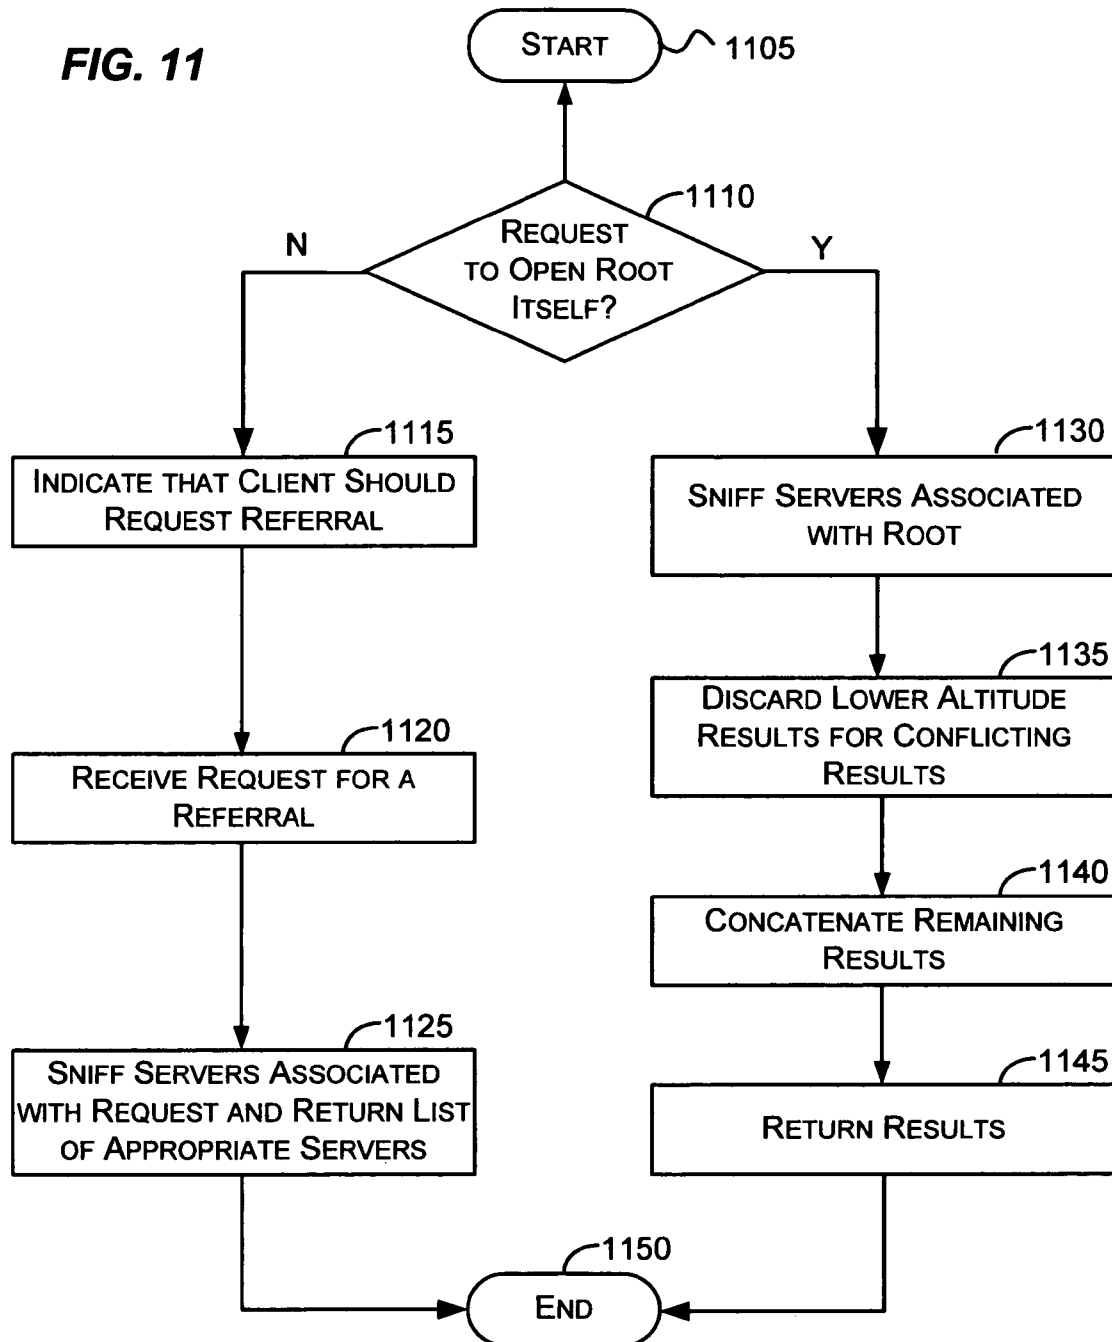 FIG. 11
START
1105
1110
REQUEST
TO OPEN ROOT
ITSELF?
N
Y
1115
INDICATE THAT CLIENT SHOULD
REQUEST REFERRAL
1120
RECEIVE REQUEST FOR A
REFERRAL
1125
SNIFF SERVERS ASSOCIATED
WITH REQUEST AND RETURN LIST
OF APPROPRIATE SERVERS
1130
SNIFF SERVERS ASSOCIATED
WITH ROOT
1135
DISCARD LOWER ALTITUDE
RESULTS FOR CONFLICTING
RESULTS
1140
CONCATENATE REMAINING
RESULTS
1145
RETURN RESULTS
1150
END